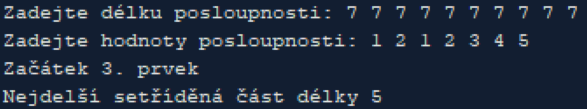 Zadejte délku posloupnosti: 7 7 7 7 7 7 7 7 7 7
Zadejte hodnoty posloupnosti: 1 2 1 2 3 4 5
Začátek 3. prvek
Nejdelší setříděná část délky 5